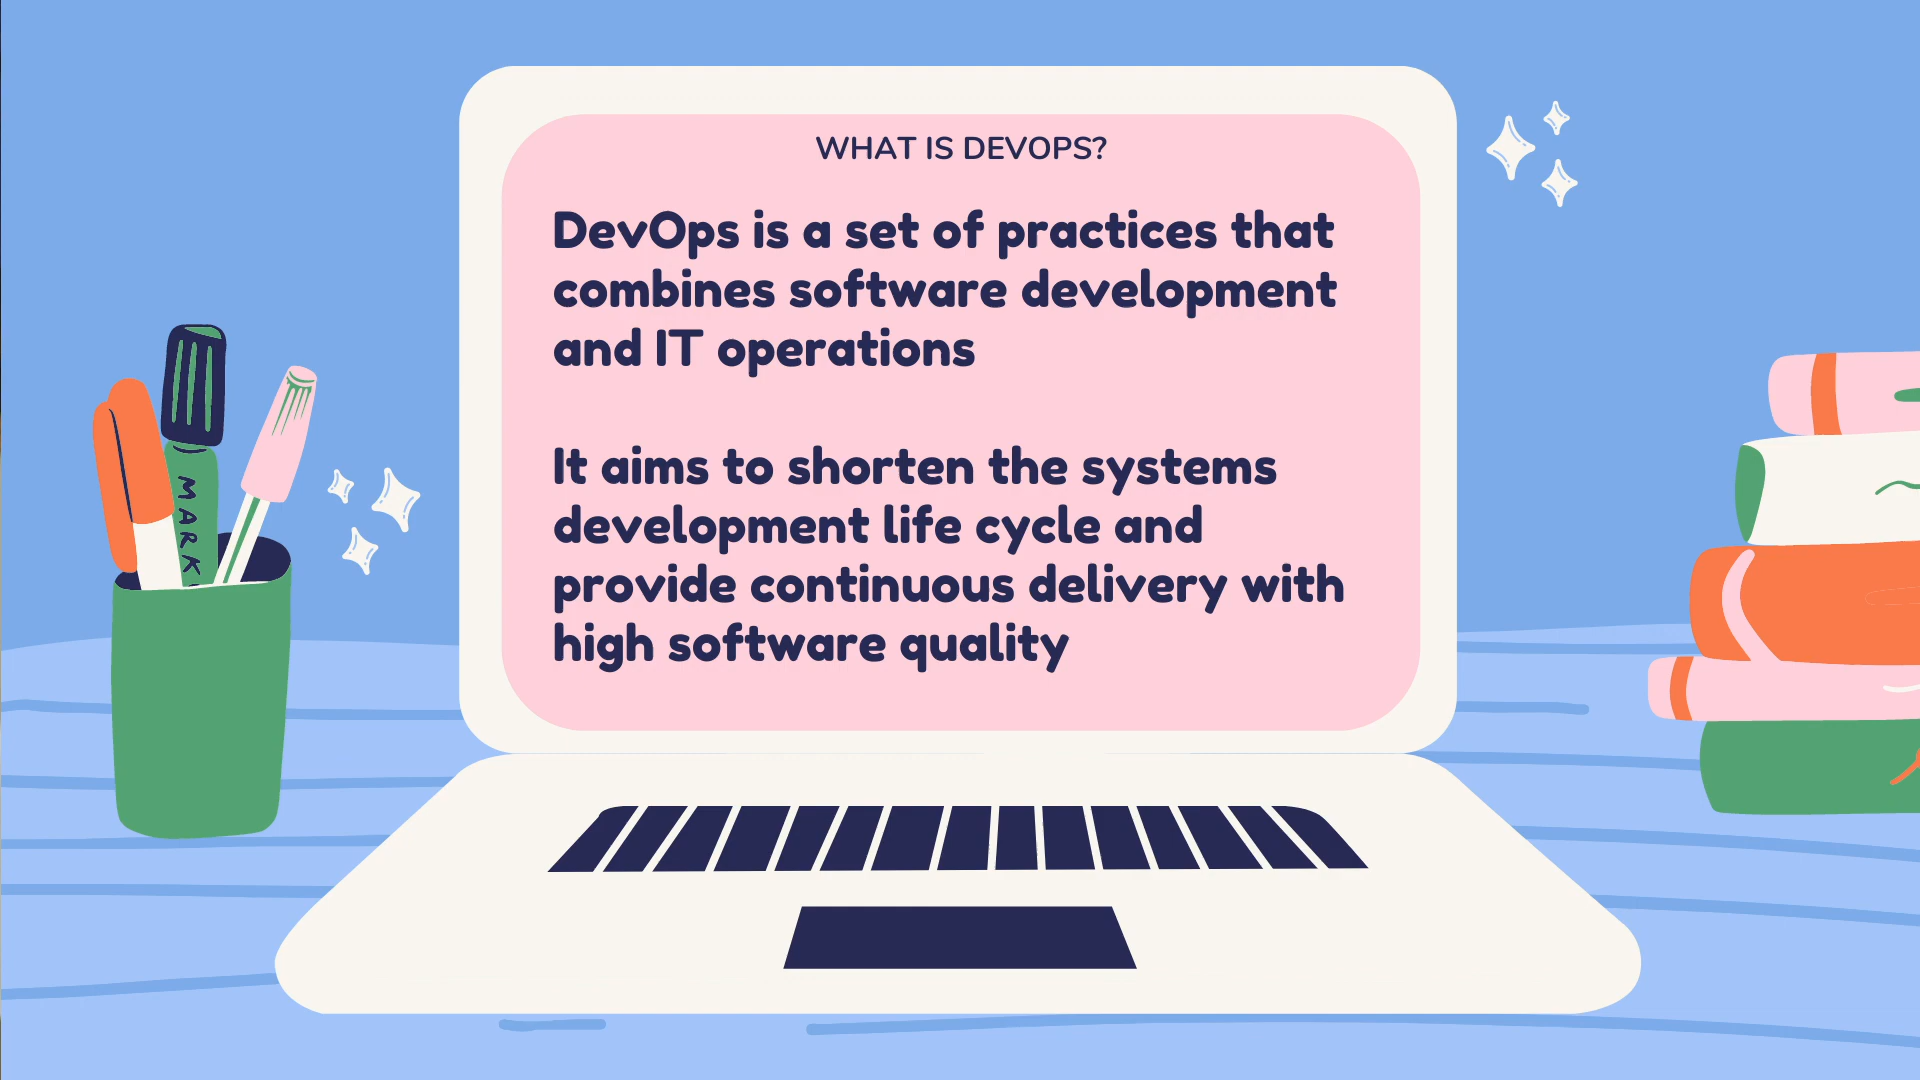 WHAT IS DEVOPS?
DevOps is a set of practices that
combines software development
and IT operations
It aims to shorten the systems
development life cycle and
provide continuous delivery with
high software quality
MARK